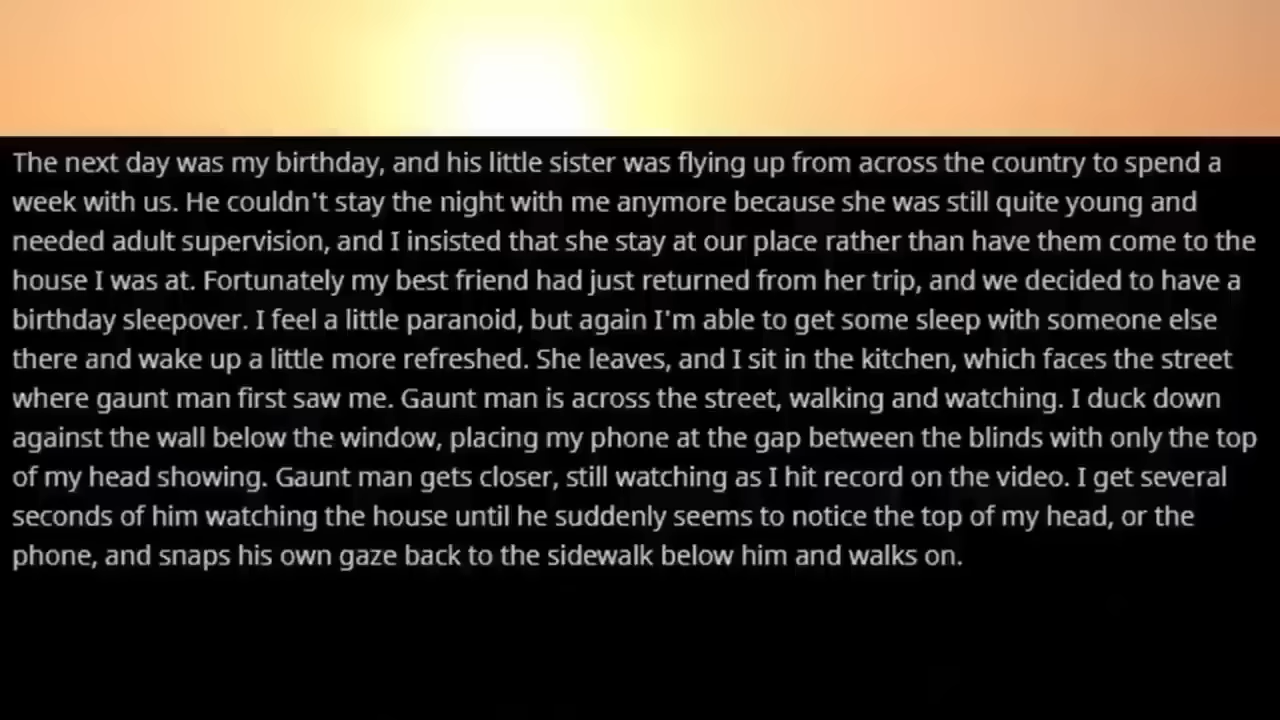 The next day was my birthday, and his little sister was flying up from across the country to spend a
week with us. He couldn't stay the night with me anymore because she was still quite young and
needed adult supervision, and I insisted that she stay at our place rather than have them come to the
house I was at. Fortunately my best friend had just returned from her trip, and we decided to have a
birthday sleepover. I feel a little paranoid, but again I'm able to get some sleep with someone else
there and wake up a little more refreshed. She leaves, and I sit in the kitchen, which faces the street
where gaunt man first saw me. Gaunt man is across the street, walking and watching. I duck down
against the wall below the window, placing my phone at the gap between the blinds with only the top
of my head showing. Gaunt man gets closer, still watching as I hit record on the video. I get several
seconds of him watching the house until he suddenly seems to notice the top of my head, or the
phone, and snaps his own gaze back to the sidewalk below him and walks on.